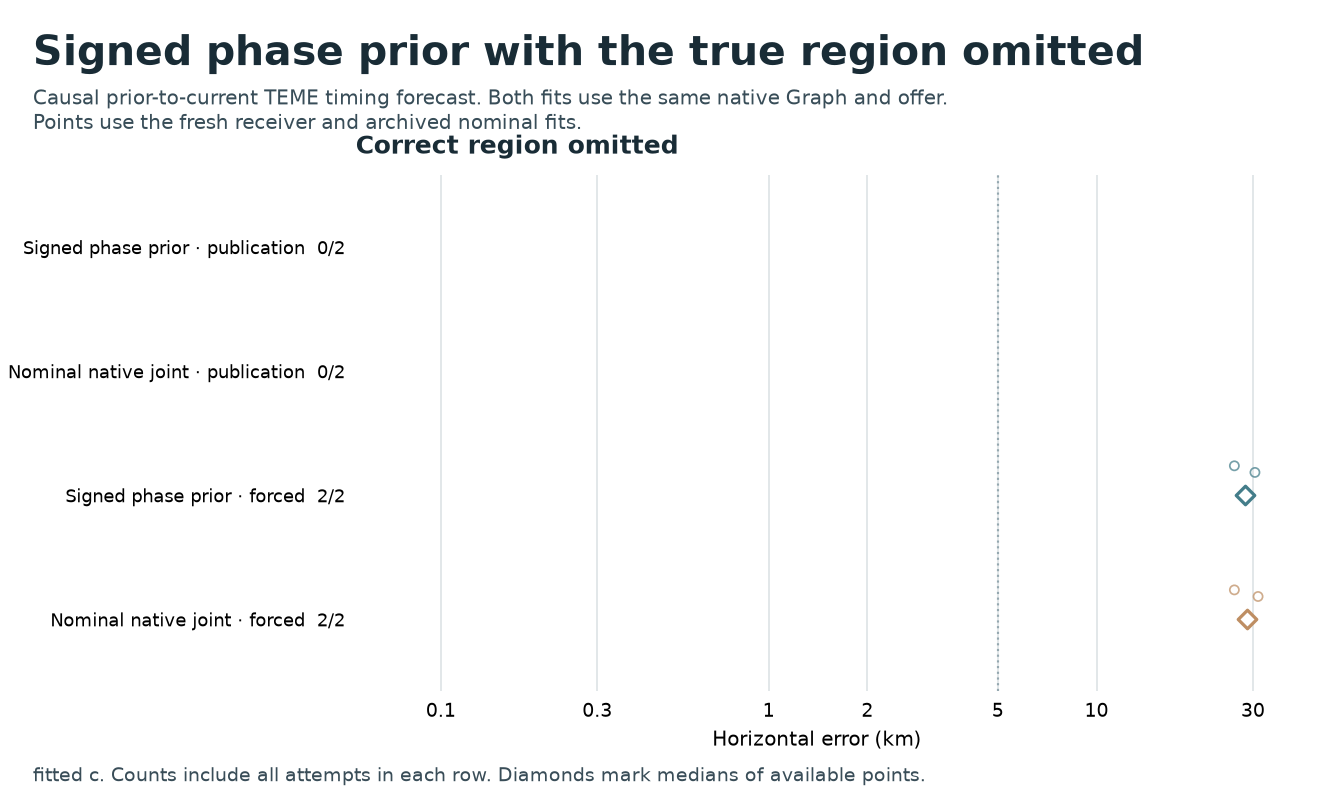 Signed phase prior with the true region omitted
Causal prior-to-current TEME timing forecast. Both fits use the same native Graph and offer.
Points use the fresh receiver and archived nominal fits.
Correct region omitted
Signed phase prior · publication 0/2
Nominal native joint · publication 0/2
Signed phase prior · forced 2/2
Nominal native joint · forced 2/2
0.1 0.3 1 2 5 10 30
Horizontal error (km)
fitted c. Counts include all attempts in each row. Diamonds mark medians of available points.